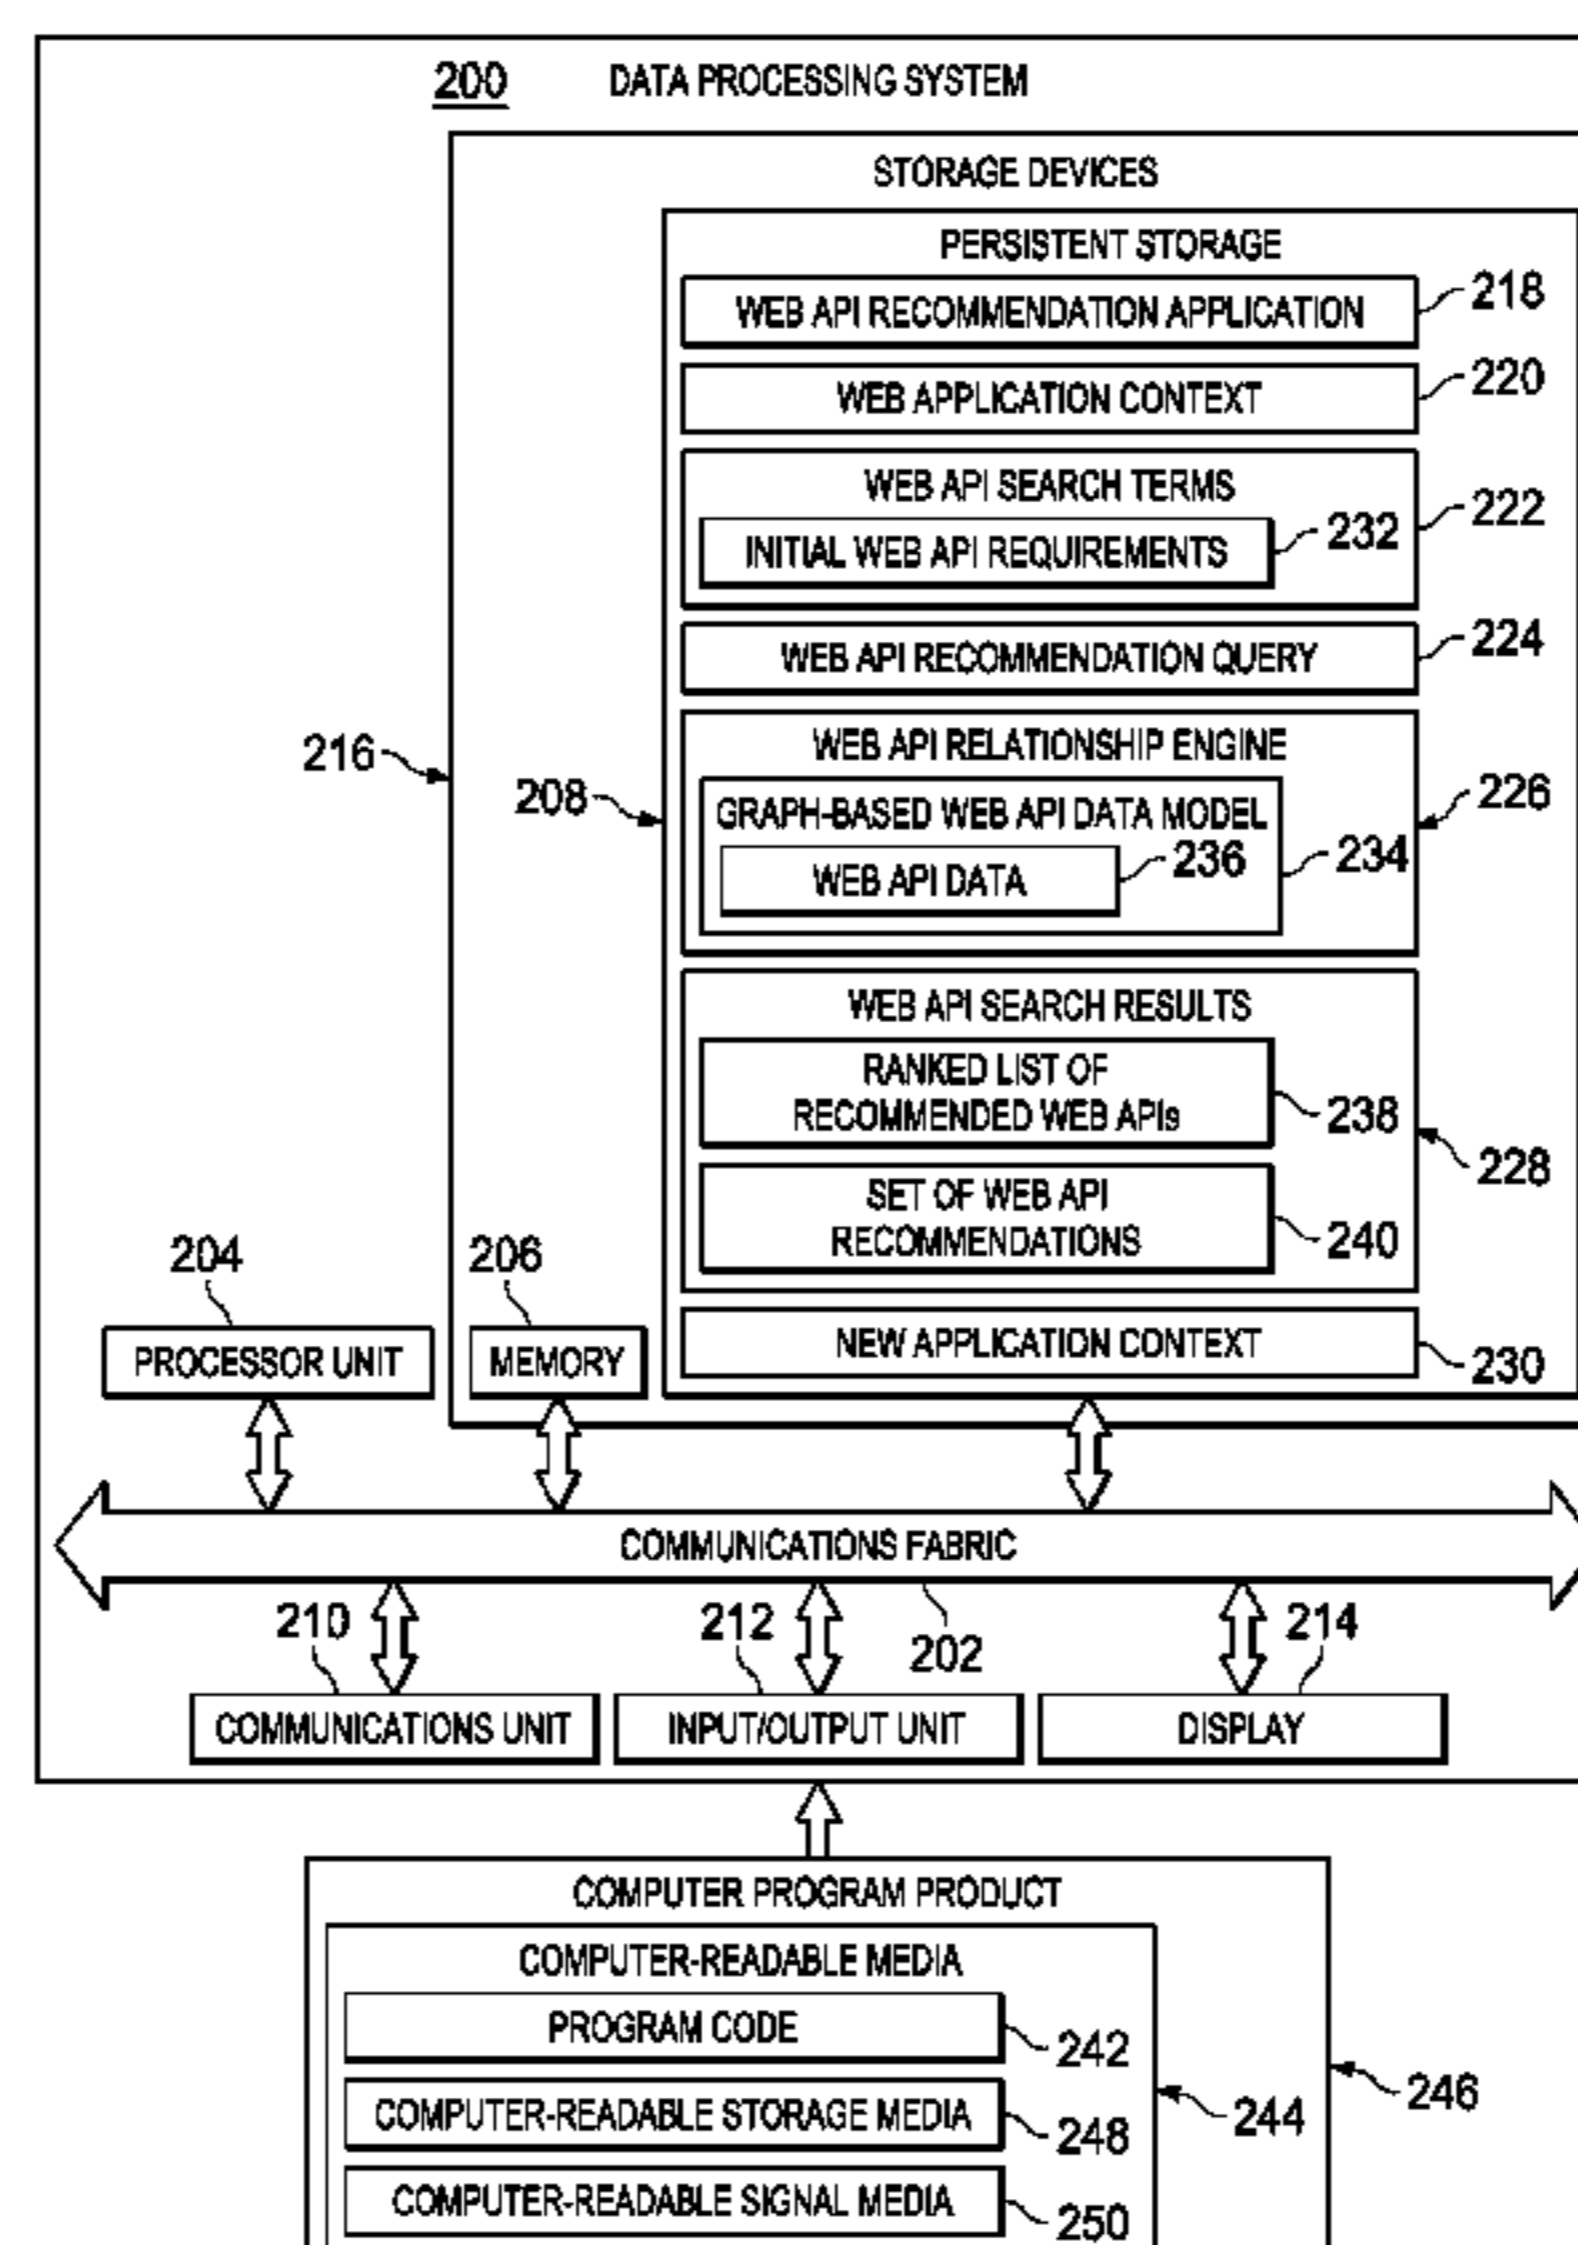 200 DATA PROCESSING SYSTEM
STORAGE DEVICES
PERSISTENT STORAGE
WEB API RECOMMENDATION APPLICATION
218
WEB APPLICATION CONTEXT
220
WEB API SEARCH TERMS
222
INITIAL WEB API REQUIREMENTS
232
WEB API RECOMMENDATION QUERY
224
216
208
WEB API RELATIONSHIP ENGINE
226
GRAPH-BASED WEB API DATA MODEL
234
WEB API DATA
236
WEB API SEARCH RESULTS
228
RANKED LIST OF
RECOMMENDED WEB APIs
238
SET OF WEB API
RECOMMENDATIONS
240
204
206
PROCESSOR UNIT
MEMORY
NEW APPLICATION CONTEXT
230
COMMUNICATIONS FABRIC
202
210
212
214
COMMUNICATIONS UNIT
INPUT/OUTPUT UNIT
DISPLAY
COMPUTER PROGRAM PRODUCT
246
COMPUTER-READABLE MEDIA
244
PROGRAM CODE
242
COMPUTER-READABLE STORAGE MEDIA
248
COMPUTER-READABLE SIGNAL MEDIA
250